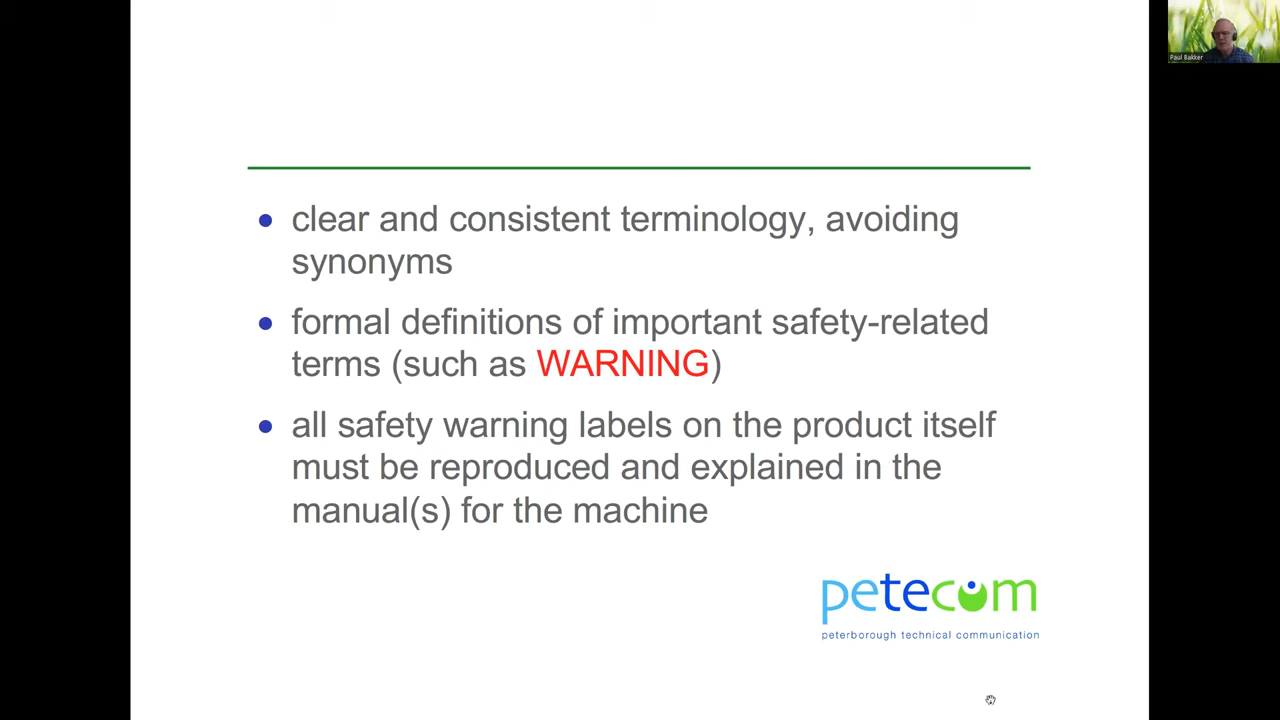 Paul Bakker
clear and consistent terminology, avoiding
synonyms
formal definitions of important safety-related
terms (such as WARNING)
all safety warning labels on the product itself
must be reproduced and explained in the
manual(s) for the machine
petecom
peterborough technical communication